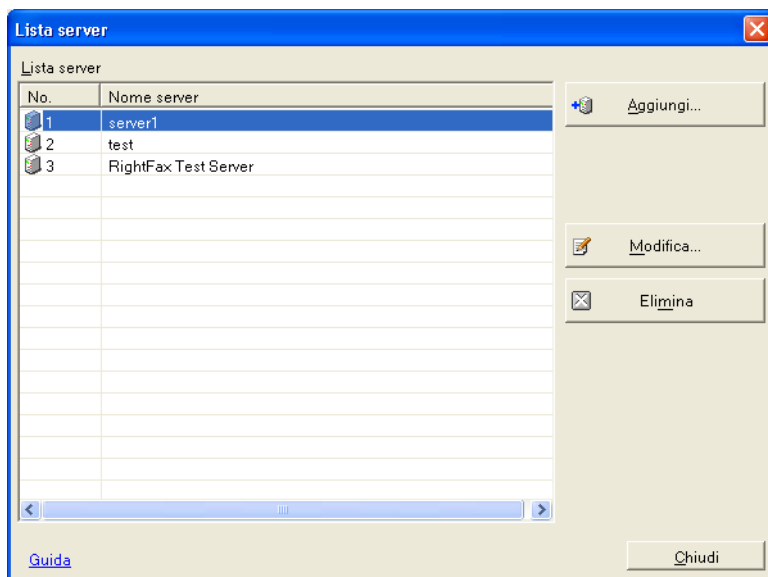 Lista server
Lista server
No. Nome server
1 server1
2 test
3 RightFax Test Server
Aggiungi...
Modifica...
Elimina
Guida
Chiudi